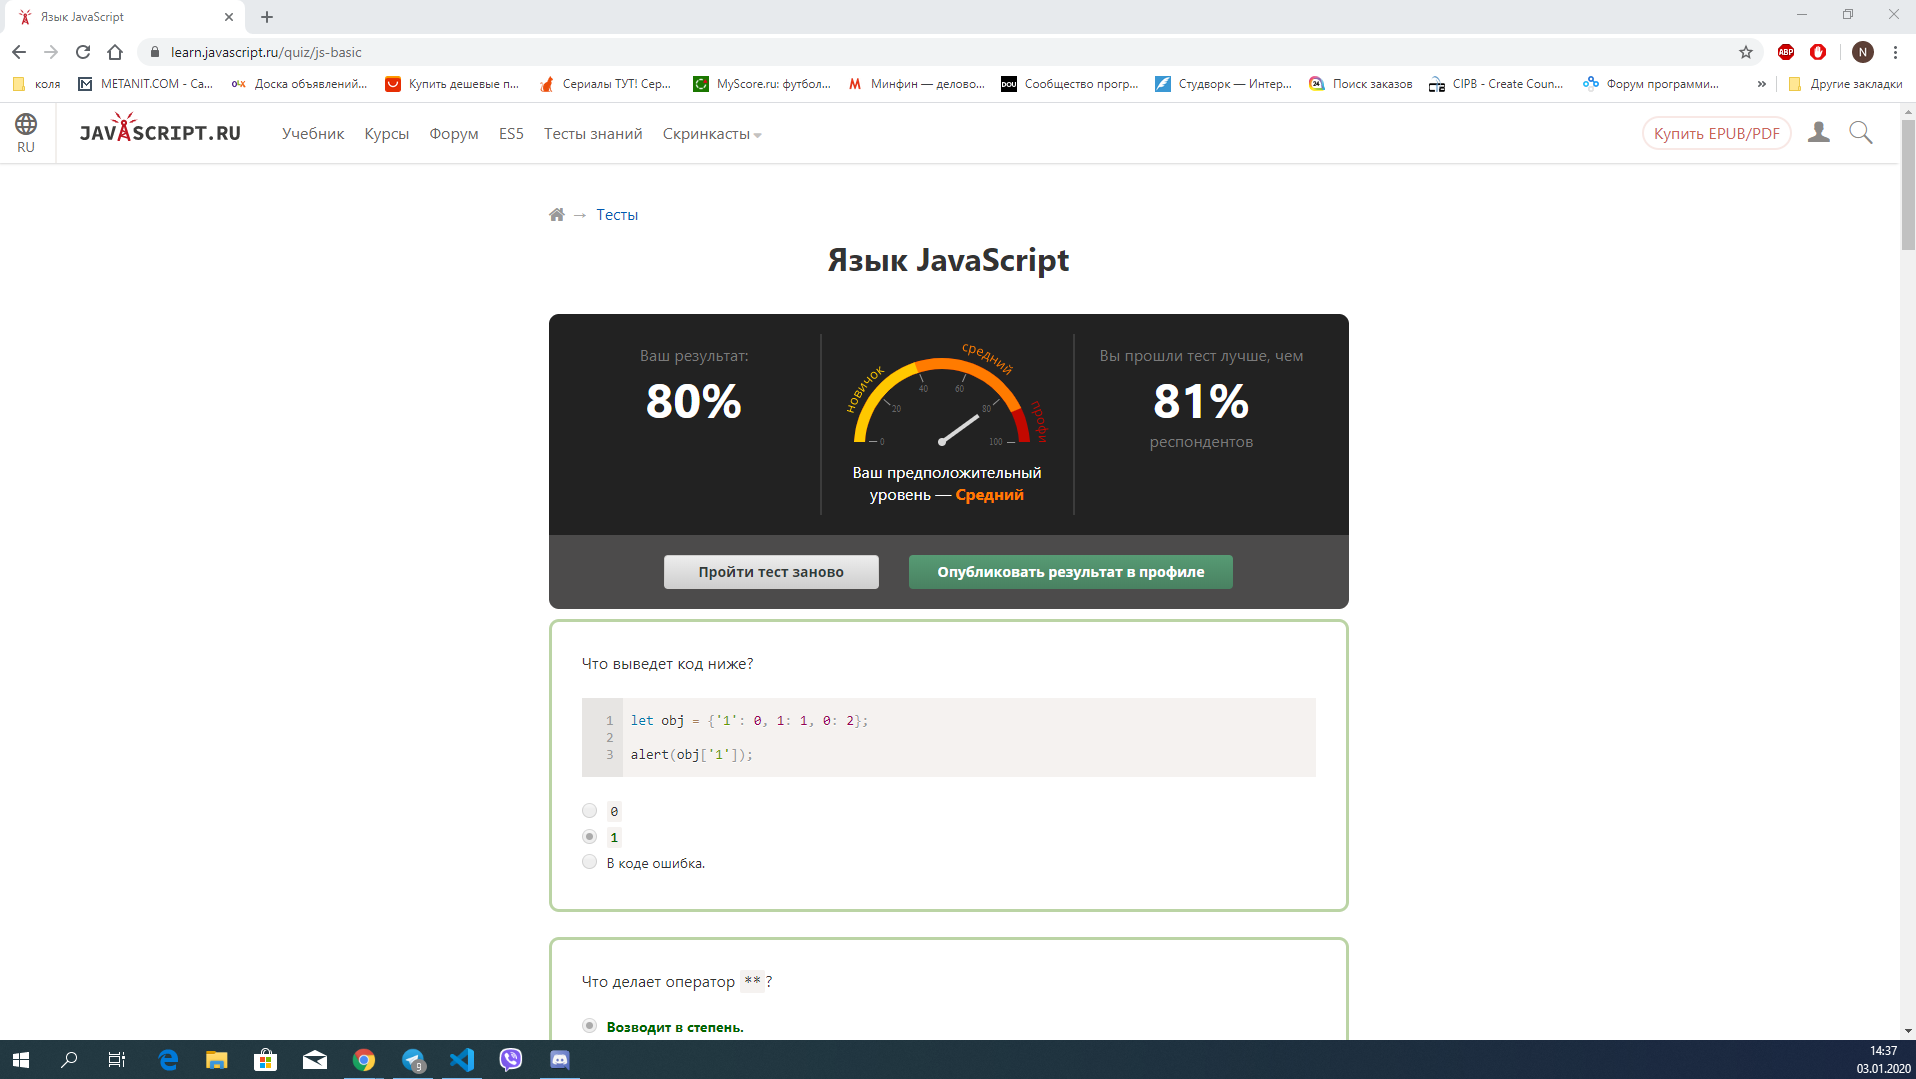 Язык JavaScript
learn.javascript.ru/quiz/js-basic
ABP
N
коля
METANIT.COM - Са...
Доска объявлений...
Купить дешевые п...
Сериалы ТУТ! Сер...
MyScore.ru: футбол...
Минфин — делово...
DOU
Сообщество прогр...
Студворк — Интер...
24
Поиск заказов
CIPB - Create Coun...
Форум программи...
»
Другие закладки
RU
JAVASCRIPT.RU
Учебник
Курсы
Форум
ES5
Тесты знаний
Скринкасты
Купить EPUB/PDF
→ Тесты
Язык JavaScript
Ваш результат:
80%
новичок
средний
профи
0
20
40
60
80
100
Ваш предположительный
уровень — Средний
Вы прошли тест лучше, чем
81%
респондентов
Пройти тест заново
Опубликовать результат в профиле
Что выведет код ниже?
1 let obj = {'1': 0, 1: 1, 0: 2};
2
3 alert(obj['1']);
0
1
В коде ошибка.
Что делает оператор ** ?
Возводит в степень.
9
14:37
03.01.2020